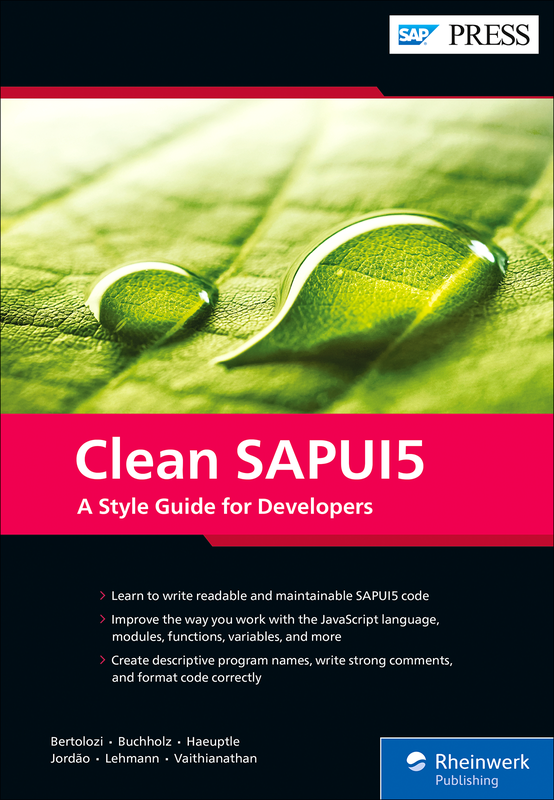 SAP PRESS
Clean SAPUI5
A Style Guide for Developers
> Learn to write readable and maintainable SAPUI5 code
> Improve the way you work with the JavaScript language,
modules, functions, variables, and more
> Create descriptive program names, write strong comments,
and format code correctly
Bertolozi • Buchholz • Haeuptle
Jordão • Lehmann • Vaithianathan
Rheinwerk
Publishing